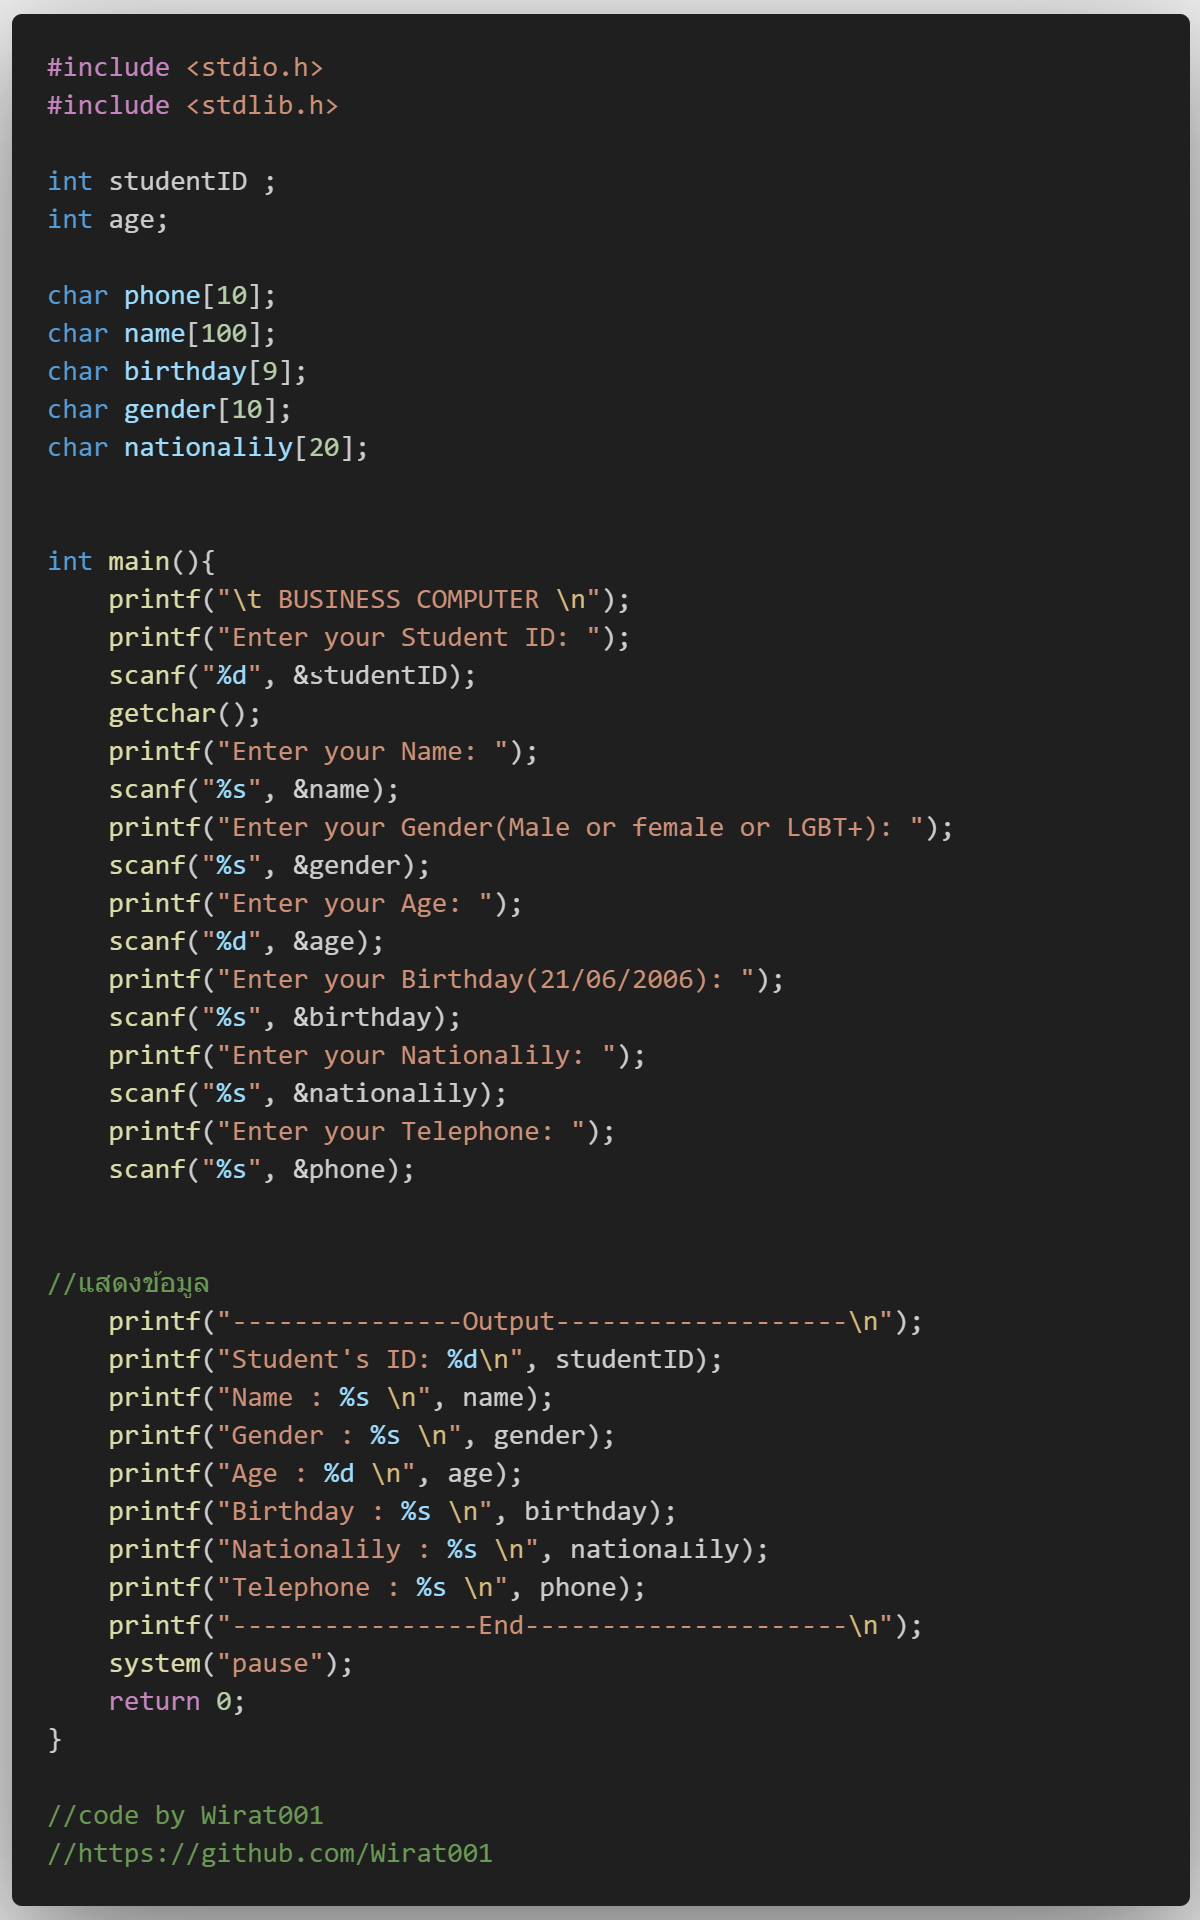 #include <stdio.h>
#include <stdlib.h>
int studentID ;
int age;
char phone[10];
char name[100];
char birthday[9];
char gender[10];
char nationalily[20];
int main(){
printf("\t BUSINESS COMPUTER \n");
printf("Enter your Student ID: ");
scanf("%d", &studentID);
getchar();
printf("Enter your Name: ");
scanf("%s", &name);
printf("Enter your Gender(Male or female or LGBT+): ");
scanf("%s", &gender);
printf("Enter your Age: ");
scanf("%d", &age);
printf("Enter your Birthday(21/06/2006): ");
scanf("%s", &birthday);
printf("Enter your Nationalily: ");
scanf("%s", &nationalily);
printf("Enter your Telephone: ");
scanf("%s", &phone);
//แสดงข้อมูล
printf("---------------Output-------------------\n");
printf("Student's ID: %d\n", studentID);
printf("Name : %s \n", name);
printf("Gender : %s \n", gender);
printf("Age : %d \n", age);
printf("Birthday : %s \n", birthday);
printf("Nationalily : %s \n", nationalily);
printf("Telephone : %s \n", phone);
printf("----------------End---------------------\n");
system("pause");
return 0;
}
//code by Wirat001
//https://github.com/Wirat001